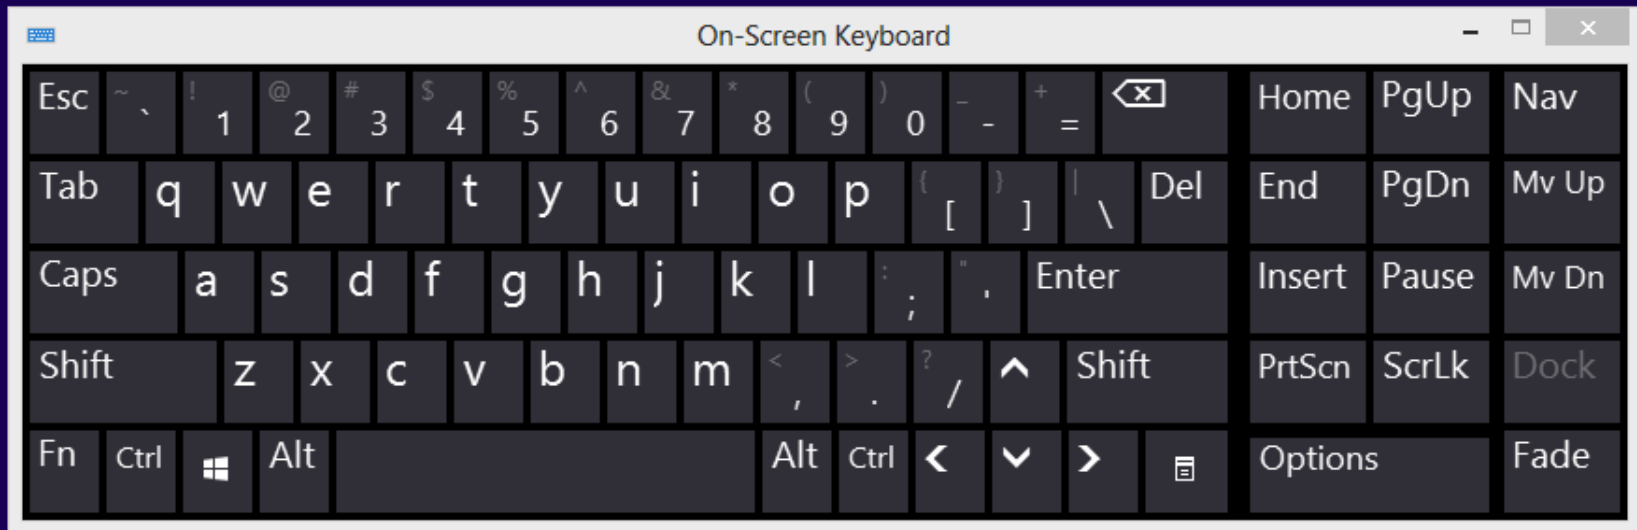 On-Screen Keyboard
Esc ~ ` ! 1 @ 2 # 3 $ 4 % 5 ^ 6 & 7 * 8 ( 9 ) 0 _ - + = Home PgUp Nav
Tab q w e r t y u i o p { [ } ] | \ Del End PgDn Mv Up
Caps a s d f g h j k l : ; " ' Enter Insert Pause Mv Dn
Shift z x c v b n m < , > . ? / Shift PrtScn ScrLk Dock
Fn Ctrl Alt Alt Ctrl Options Fade